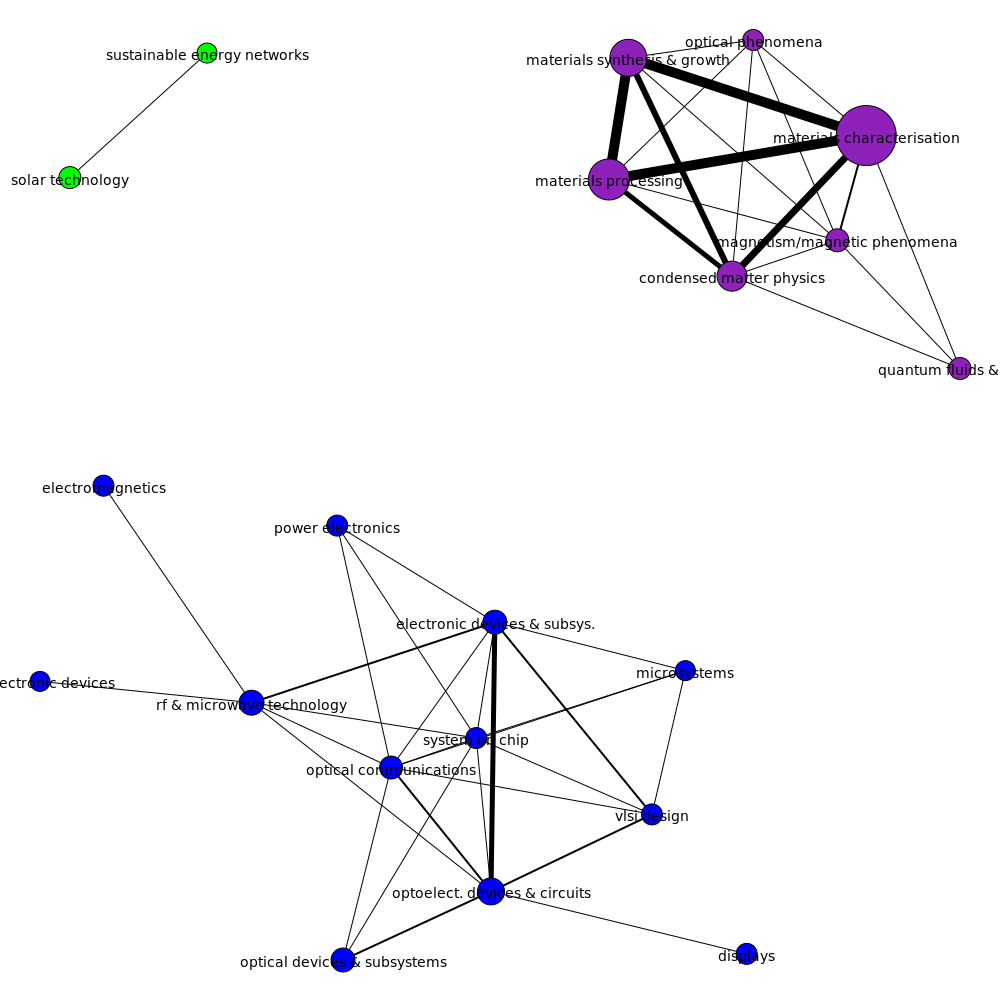 optical phenomena
sustainable energy networks
materials synthesis & growth
materials characterisation
solar technology
materials processing
magnetism/magnetic phenomena
condensed matter physics
quantum fluids &
electromagnetics
power electronics
electronic devices & subsys.
microsystems
ectronic devices
rf & microwave technology
system on chip
optical communications
vlsi design
optoelect. devices & circuits
displays
optical devices & subsystems